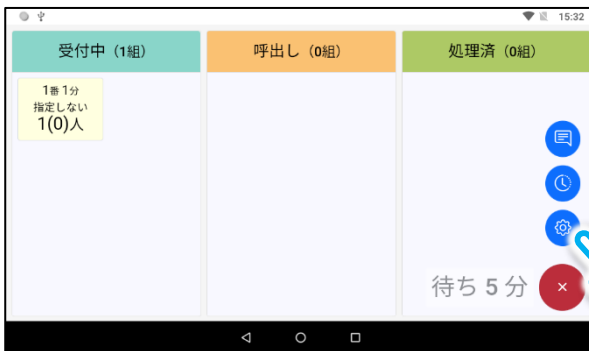 15:32
受付中（1組）
呼出し（0組）
処理済（0組）
1番 1分
指定しない
1(0)人
待ち 5 分